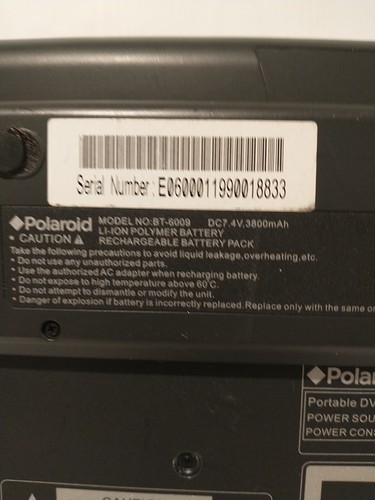 Serial Number: E0600011990018833
Polaroid MODEL NO:BT-6009 DC7.4V,3800mAh
LI-ION POLYMER BATTERY
• CAUTION RECHARGEABLE BATTERY PACK
Take the following precautions to avoid liquid leakage,overheating,etc.
• Do not use any unauthorized parts.
• Use the authorized AC adapter when recharging battery.
• Do not expose to high temperature above 60°C.
• Do not attempt to dismantle or modify the unit.
• Danger of explosion if battery is incorrectly replaced.Replace only with the same or
Pola
Portable DV
POWER SOU
POWER CONS